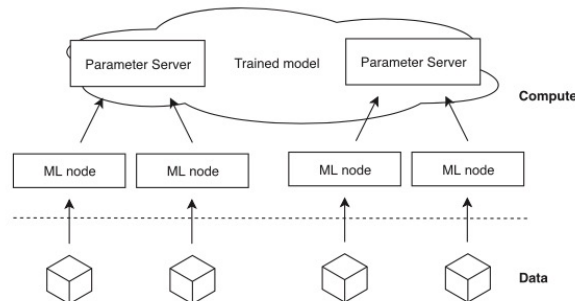 Parameter Server
Trained model
Parameter Server
Compute
ML node
ML node
ML node
ML node
Data